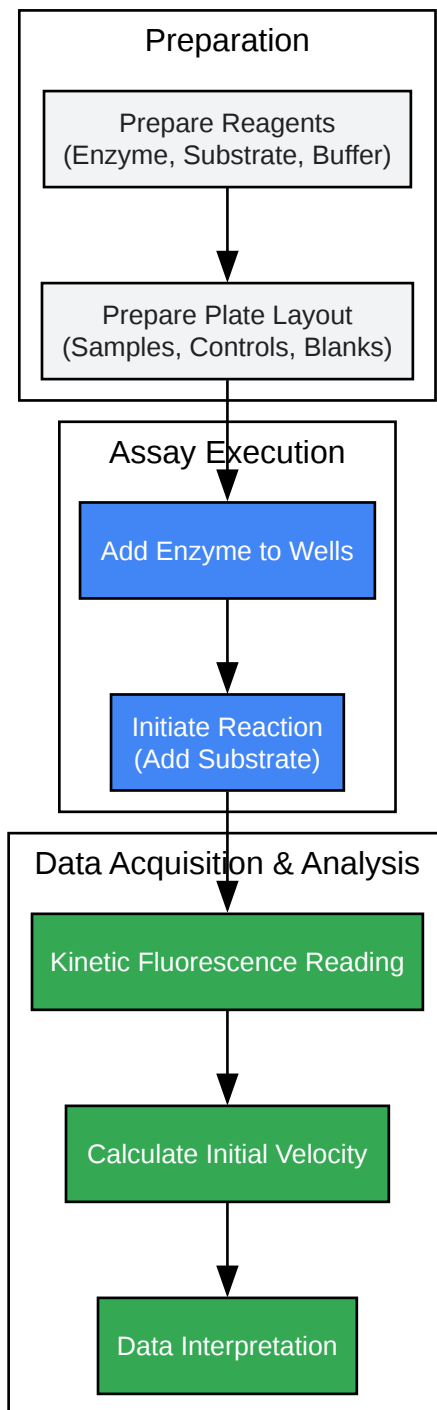 Preparation
Prepare Reagents
(Enzyme, Substrate, Buffer)
Prepare Plate Layout
(Samples, Controls, Blanks)
Assay Execution
Add Enzyme to Wells
Initiate Reaction
(Add Substrate)
Data Acquisition & Analysis
Kinetic Fluorescence Reading
Calculate Initial Velocity
Data Interpretation